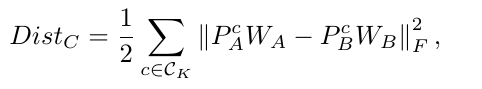 $Dist_C = \frac{1}{2} \sum_{c \in \mathcal{C}_K} \left\| P_A^c W_A - P_B^c W_B \right\|_F^2 ,$